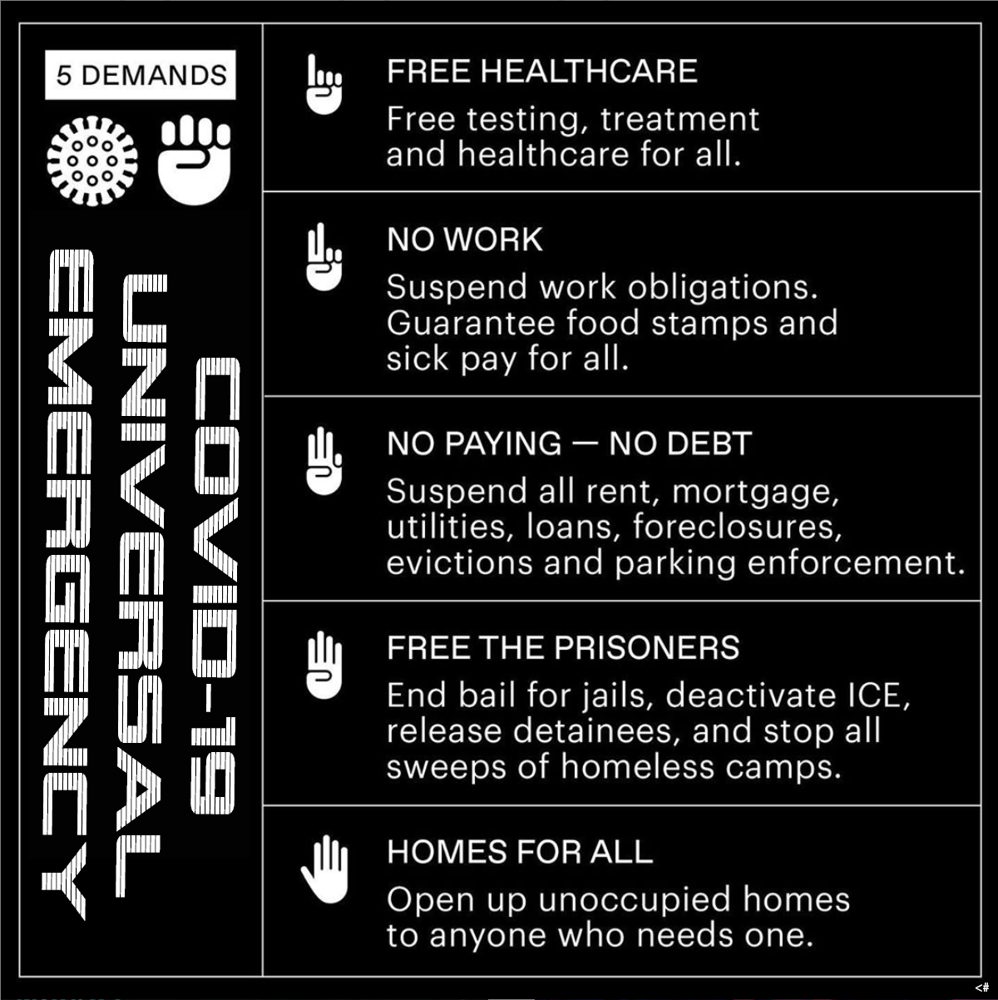 5 DEMANDS
COVID-19
UNIVERSAL
EMERGENCY
FREE HEALTHCARE
Free testing, treatment
and healthcare for all.
NO WORK
Suspend work obligations.
Guarantee food stamps and
sick pay for all.
NO PAYING — NO DEBT
Suspend all rent, mortgage,
utilities, loans, foreclosures,
evictions and parking enforcement.
FREE THE PRISONERS
End bail for jails, deactivate ICE,
release detainees, and stop all
sweeps of homeless camps.
HOMES FOR ALL
Open up unoccupied homes
to anyone who needs one.
<#